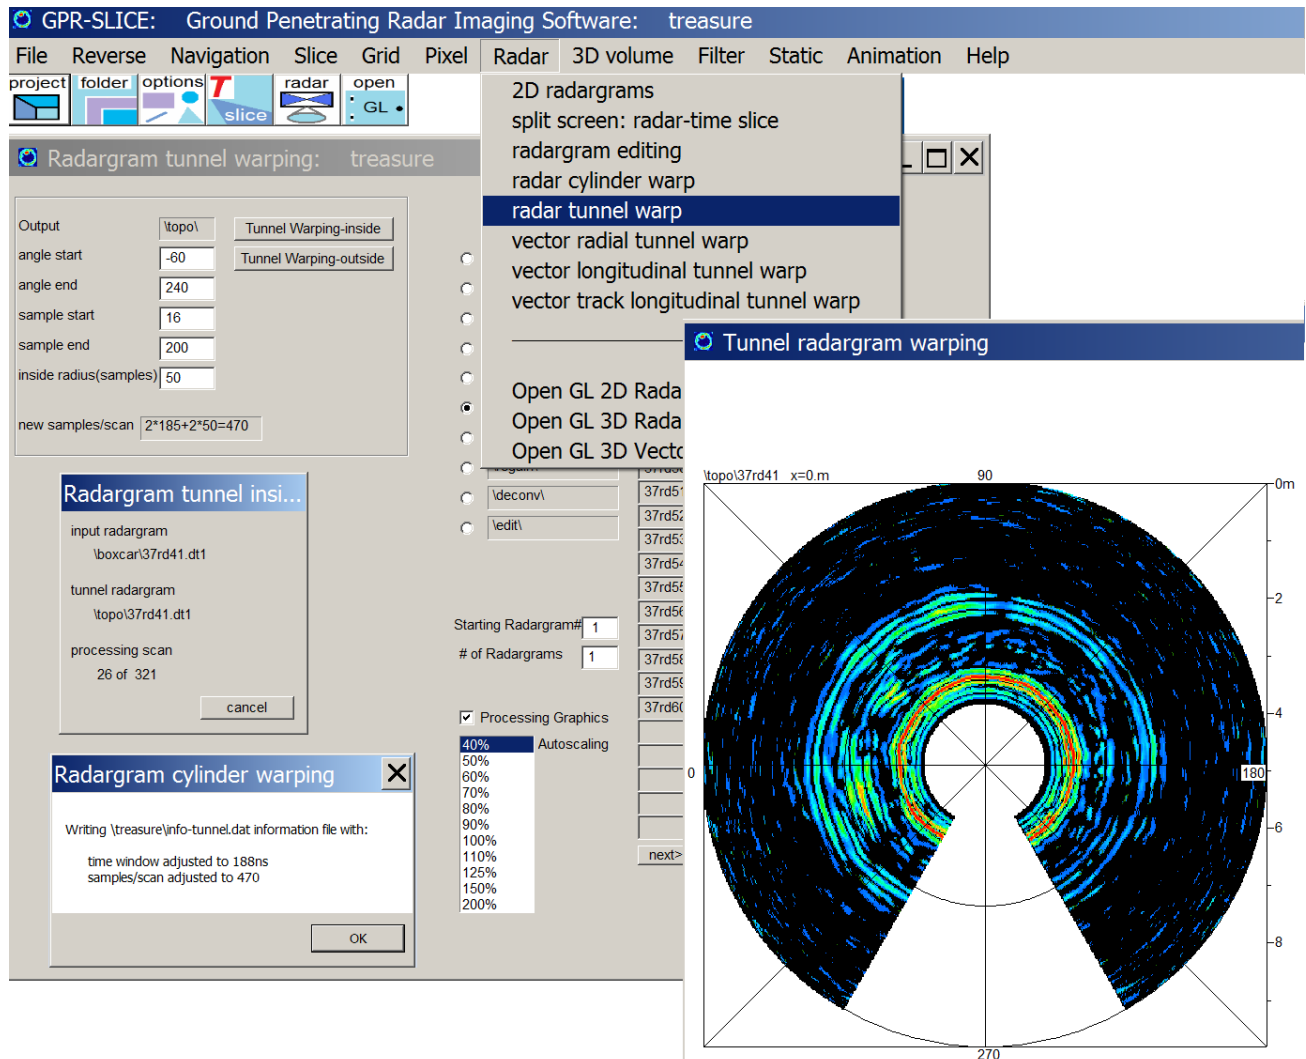 GPR-SLICE: Ground Penetrating Radar Imaging Software: treasure
File Reverse Navigation Slice Grid Pixel Radar 3D volume Filter Static Animation Help
project folder options T slice radar open GL
2D radargrams
split screen: radar-time slice
radargram editing
radar cylinder warp
radar tunnel warp
vector radial tunnel warp
vector longitudinal tunnel warp
vector track longitudinal tunnel warp
Open GL 2D Rada
Open GL 3D Rada
Open GL 3D Vecto
Radargram tunnel warping: treasure
Output \topo\ Tunnel Warping-inside
angle start -60 Tunnel Warping-outside
angle end 240
sample start 16
sample end 200
inside radius(samples) 50
new samples/scan 2*185+2*50=470
\deconv\
\edit\
37rd51
37rd52
37rd53
37rd54
37rd55
37rd56
37rd57
37rd58
37rd59
37rd60
next>
Starting Radargram# 1
# of Radargrams 1
Processing Graphics
Autoscaling
40%
50%
60%
70%
80%
90%
100%
110%
125%
150%
200%
Radargram tunnel insi...
input radargram
\boxcar\37rd41.dt1
tunnel radargram
\topo\37rd41.dt1
processing scan
26 of 321
cancel
Radargram cylinder warping
Writing \treasure\info-tunnel.dat information file with:
time window adjusted to 188ns
samples/scan adjusted to 470
OK
Tunnel radargram warping
\topo\37rd41 x=0.m
90
0m
-2
-4
0
180
-6
-8
270